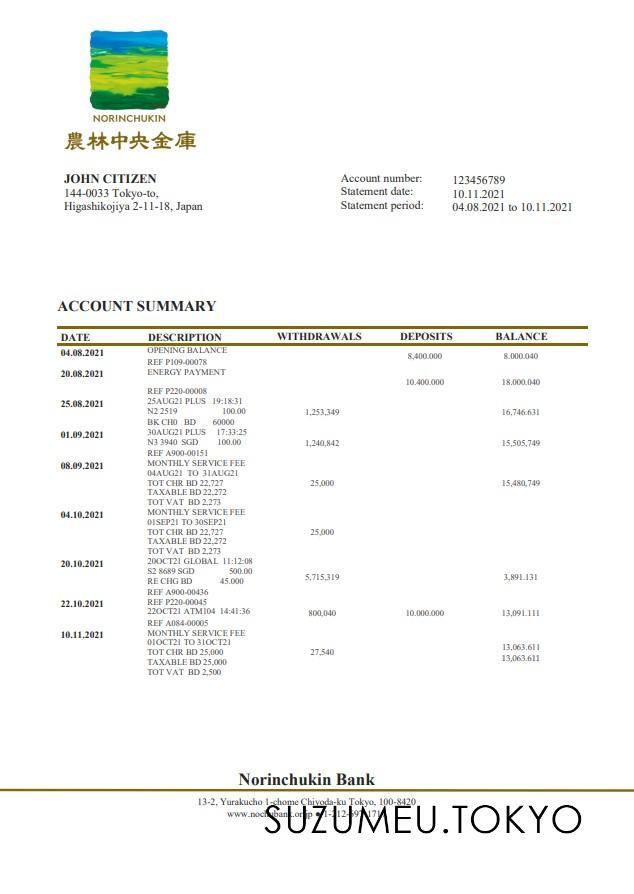 NORINCHUKIN
農林中央金庫
JOHN CITIZEN
144-0033 Tokyo-to,
Higashikojiya 2-11-18, Japan
Account number: 123456789
Statement date: 10.11.2021
Statement period: 04.08.2021 to 10.11.2021
ACCOUNT SUMMARY
DATE DESCRIPTION WITHDRAWALS DEPOSITS BALANCE
04.08.2021 OPENING BALANCE 8,400.000 8.000.040
REF P109-00078
20.08.2021 ENERGY PAYMENT
10.400.000 18.000.040
REF P220-00008
25.08.2021 25AUG21 PLUS 19:18:31
N2 2519 100.00 1,253,349 16,746.631
BK CH0 BD 60000
01.09.2021 30AUG21 PLUS 17:33:25
N3 3940 SGD 100.00 1,240,842 15,505,749
REF A900-00151
08.09.2021 MONTHLY SERVICE FEE
04AUG21 TO 31AUG21
TOT CHR BD 22,727 25,000 15,480,749
TAXABLE BD 22,272
TOT VAT BD 2,273
04.10.2021 MONTHLY SERVICE FEE
01SEP21 TO 30SEP21
TOT CHR BD 22,727 25,000
TAXABLE BD 22,272
TOT VAT BD 2,273
20.10.2021 20OCT21 GLOBAL 11:12:08
S2 8689 SGD 500.00
RE CHG BD 45.000 5,715,319 3,891.131
REF A900-00436
22.10.2021 REF P220-00045
22OCT21 ATM104 14:41:36 800,040 10.000.000 13,091.111
REF A084-00005
10.11.2021 MONTHLY SERVICE FEE
01OCT21 TO 31OCT21 13,063.611
TOT CHR BD 25,000 27,540
TAXABLE BD 25,000 13,063.611
TOT VAT BD 2,500
Norinchukin Bank
13-2, Yurakucho 1-chome Chiyoda-ku Tokyo, 100-8420
SUZUMEU.TOKYO